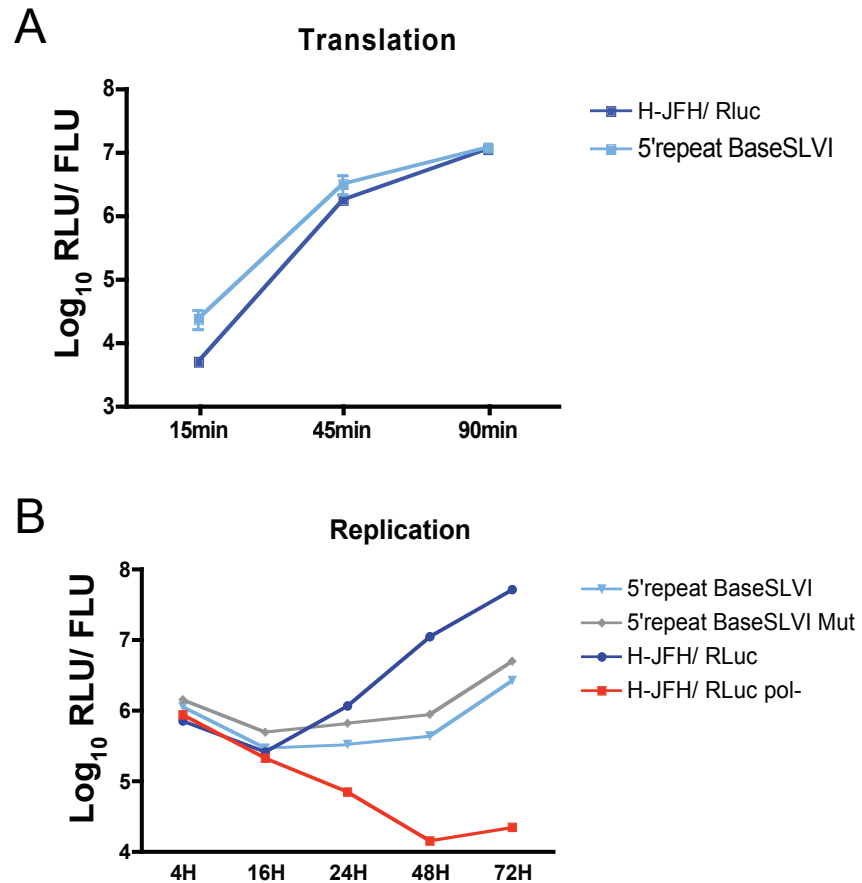 A
Translation
Log10 RLU/ FLU
8
7
6
5
4
3
15min 45min 90min
H-JFH/ Rluc
5'repeat BaseSLVI
B
Replication
Log10 RLU/ FLU
8
7
6
5
4
4H 16H 24H 48H 72H
5'repeat BaseSLVI
5'repeat BaseSLVI Mut
H-JFH/ RLuc
H-JFH/ RLuc pol-